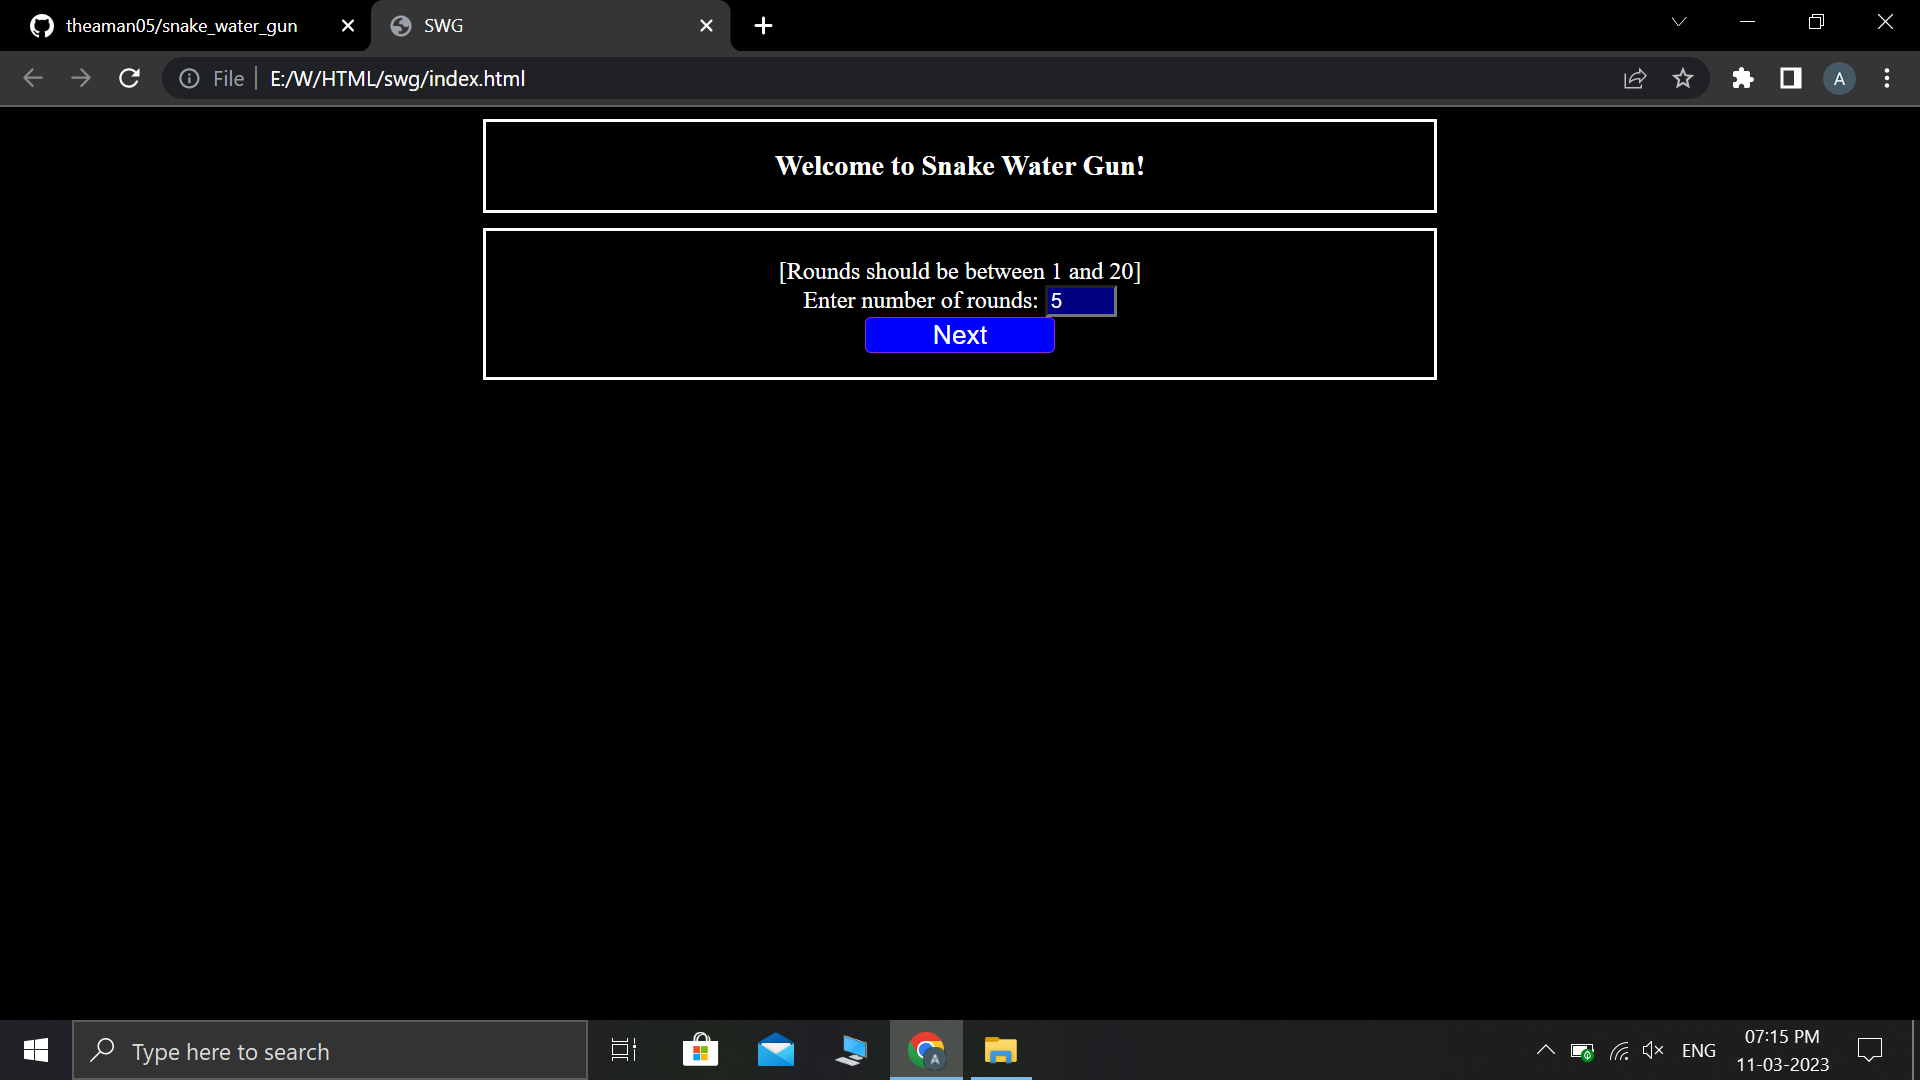 theaman05/snake_water_gun
SWG
File
E:/W/HTML/swg/index.html
A
Welcome to Snake Water Gun!
[Rounds should be between 1 and 20]
Enter number of rounds: 5
Next
Type here to search
A
ENG
07:15 PM
11-03-2023